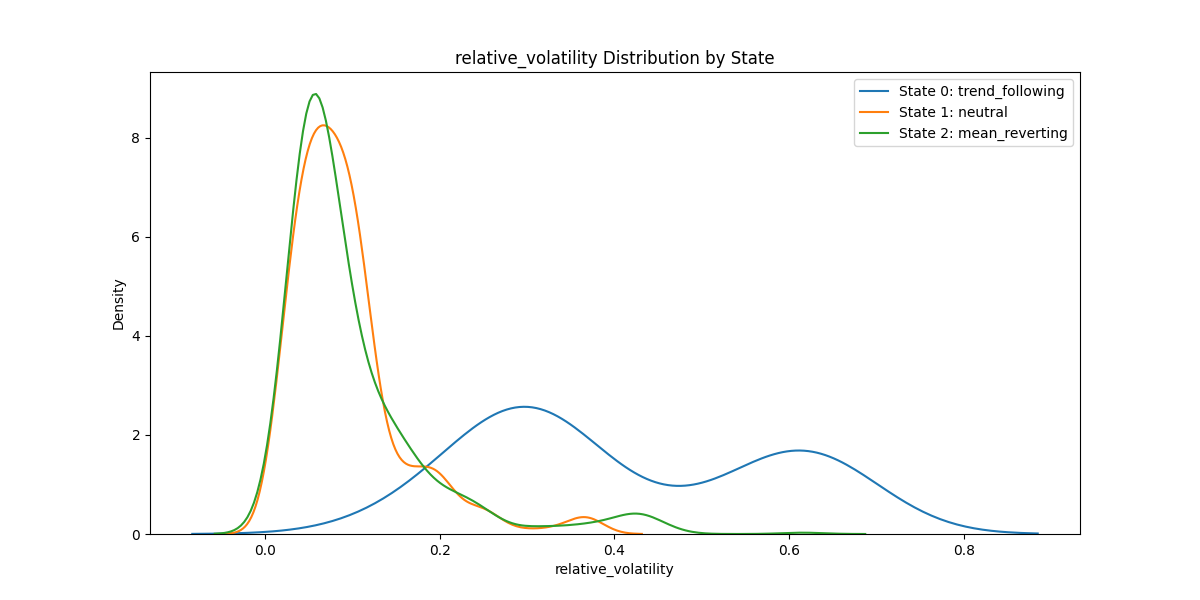 relative_volatility Distribution by State
State 0: trend_following
State 1: neutral
State 2: mean_reverting
Density
8
6
4
2
0
0.0 0.2 0.4 0.6 0.8
relative_volatility